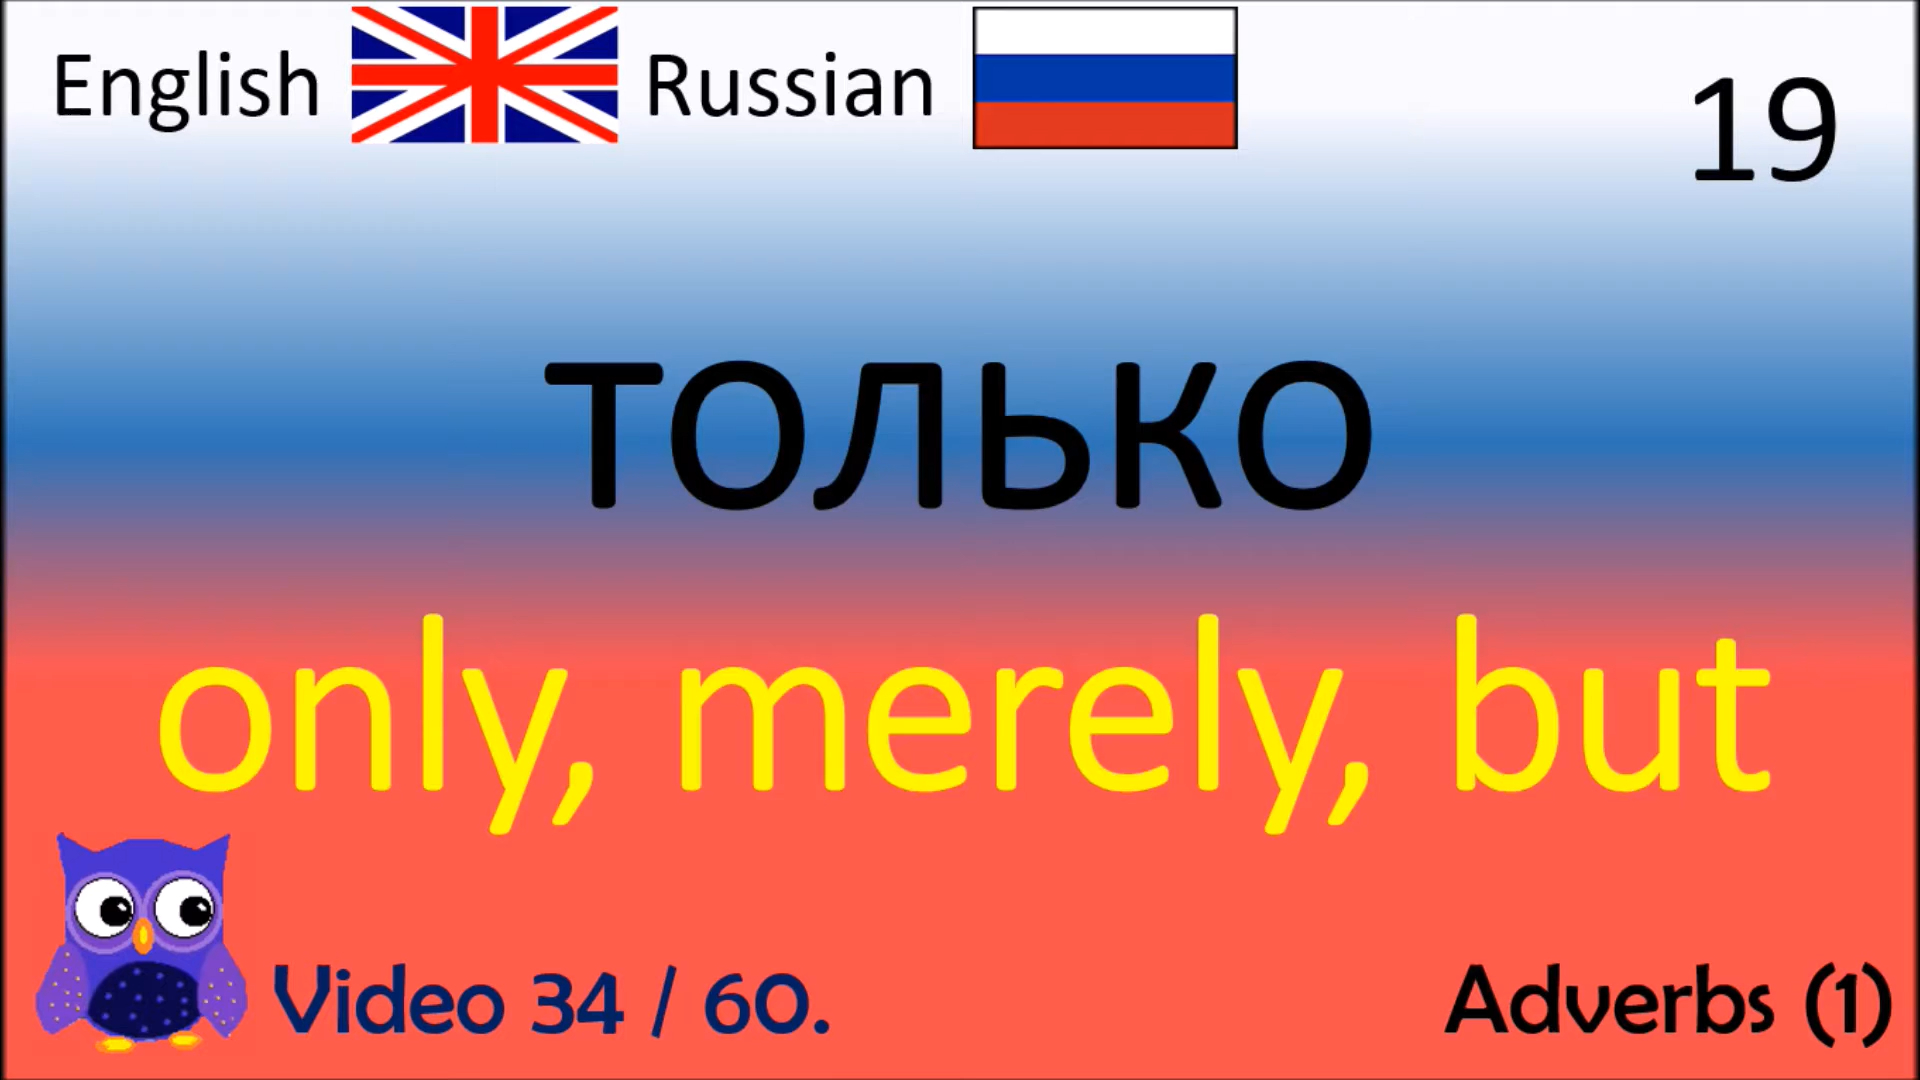 English Russian
19
только
only, merely, but
Video 34 / 60.
Adverbs (1)